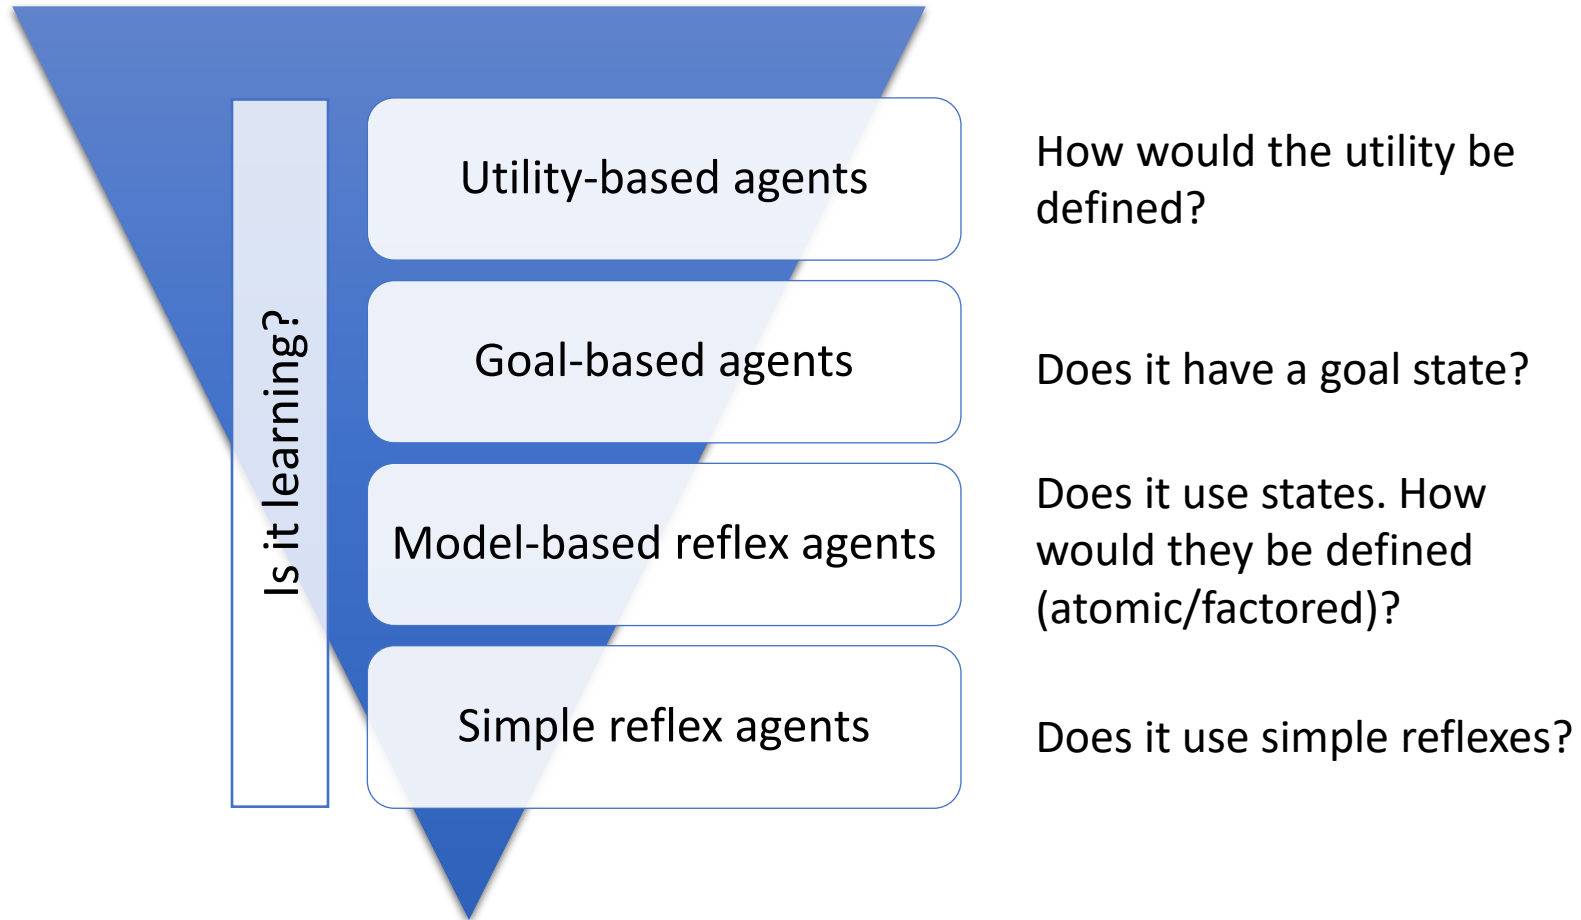 Is it learning?
Utility-based agents
How would the utility be
defined?
Goal-based agents
Does it have a goal state?
Model-based reflex agents
Does it use states. How
would they be defined
(atomic/factored)?
Simple reflex agents
Does it use simple reflexes?